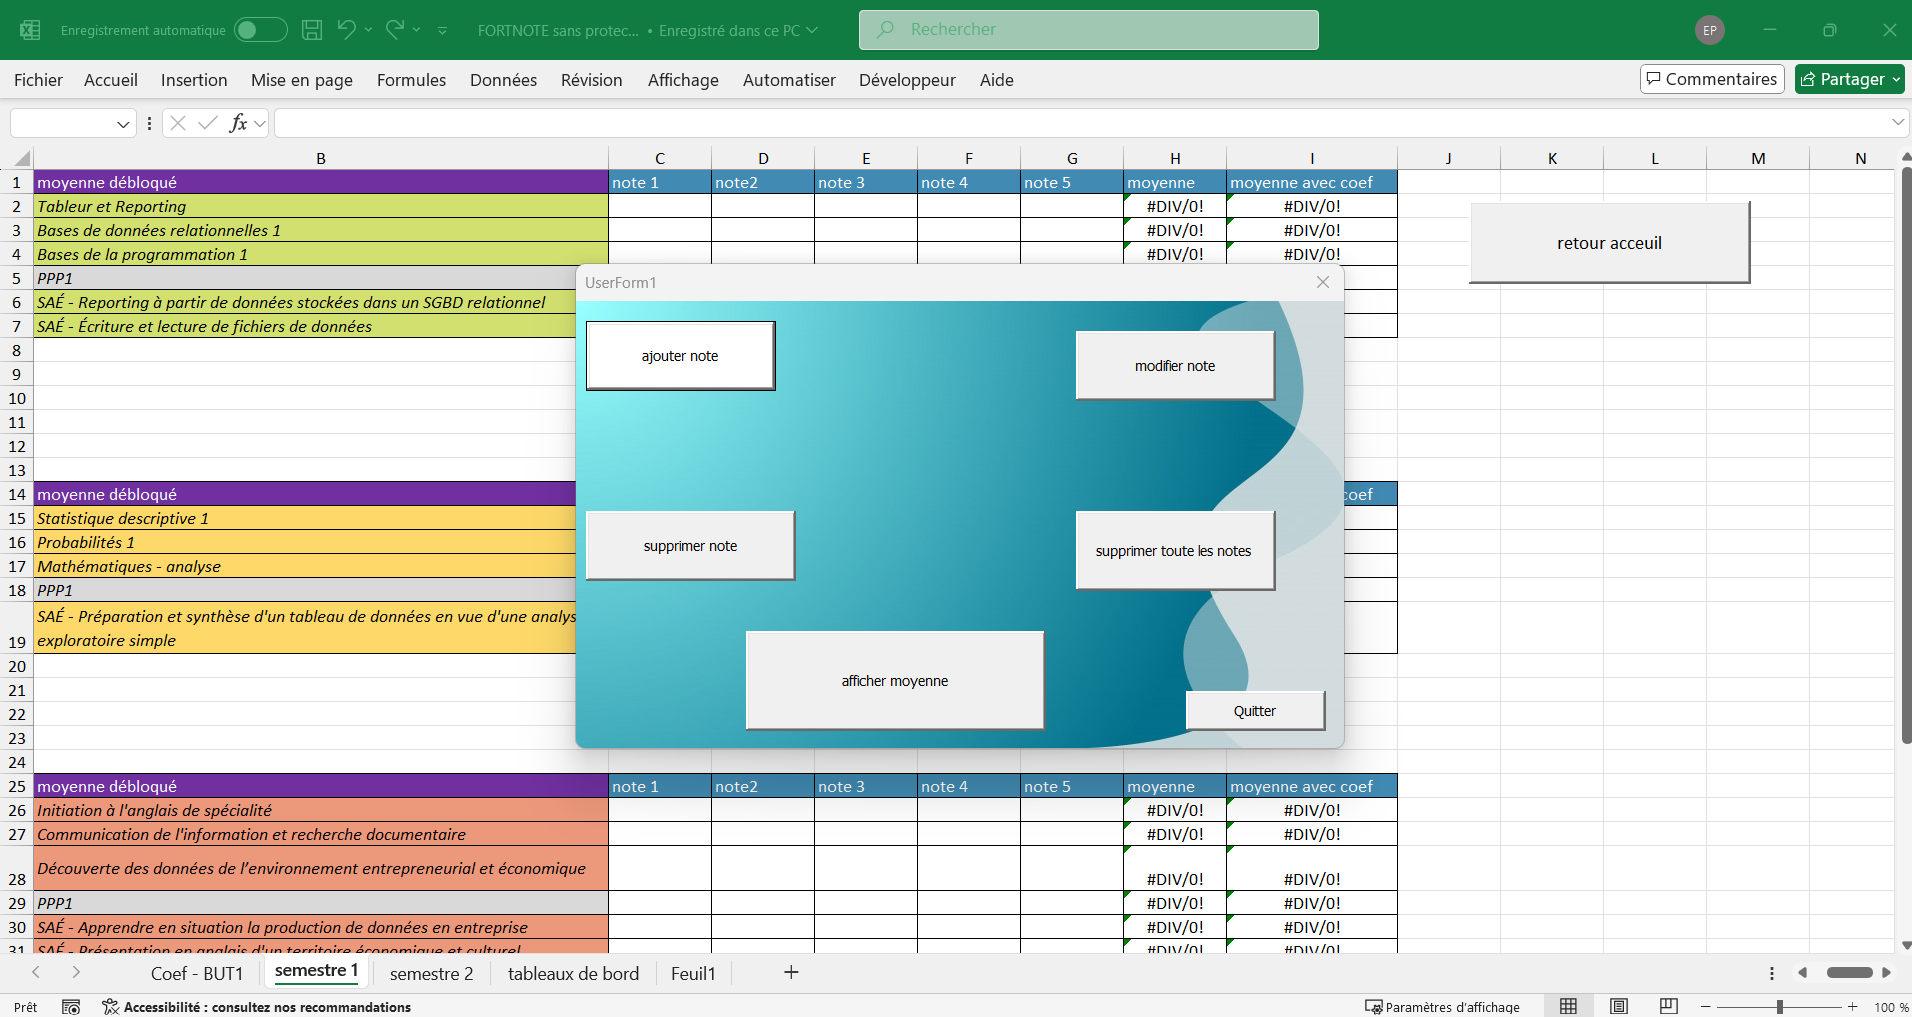 Enregistrement automatique
FORTNOTE sans protec... • Enregistré dans ce PC
Rechercher
EP
Fichier Accueil Insertion Mise en page Formules Données Révision Affichage Automatiser Développeur Aide
Commentaires Partager
fx
B C D E F G H I J K L M N
1 moyenne débloqué note 1 note2 note 3 note 4 note 5 moyenne moyenne avec coef
2 Tableur et Reporting #DIV/0! #DIV/0!
3 Bases de données relationnelles 1 #DIV/0! #DIV/0!
retour acceuil
4 Bases de la programmation 1 #DIV/0! #DIV/0!
5 PPP1
6 SAÉ - Reporting à partir de données stockées dans un SGBD relationnel
7 SAÉ - Écriture et lecture de fichiers de données
8
9
10
11
12
13
14 moyenne débloqué coef
15 Statistique descriptive 1
16 Probabilités 1
17 Mathématiques - analyse
18 PPP1
SAÉ - Préparation et synthèse d'un tableau de données en vue d'une analys
19 exploratoire simple
20
21
22
23
24
UserForm1
ajouter note
modifier note
supprimer note
supprimer toute les notes
afficher moyenne
Quitter
25 moyenne débloqué note 1 note2 note 3 note 4 note 5 moyenne moyenne avec coef
26 Initiation à l'anglais de spécialité #DIV/0! #DIV/0!
27 Communication de l'information et recherche documentaire #DIV/0! #DIV/0!
28 Découverte des données de l’environnement entrepreneurial et économique #DIV/0! #DIV/0!
29 PPP1 #DIV/0! #DIV/0!
30 SAÉ - Apprendre en situation la production de données en entreprise #DIV/0! #DIV/0!
31 SAÉ - Présentation en anglais d'un territoire économique et culturel #DIV/0! #DIV/0!
Coef - BUT1 semestre 1 semestre 2 tableaux de bord Feuil1
Prêt Accessibilité : consultez nos recommandations Paramètres d'affichage 100 %